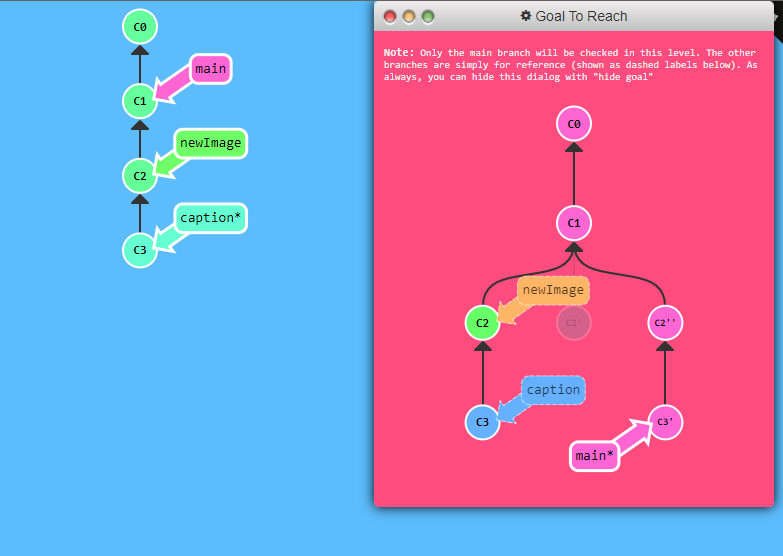 C0
main
C1
newImage
C2
caption*
C3
Goal To Reach
Note: Only the main branch will be checked in this level. The other
branches are simply for reference (shown as dashed labels below). As
always, you can hide this dialog with "hide goal"
C0
C1
newImage
C2
C2'
C2''
caption
C3
C3'
main*